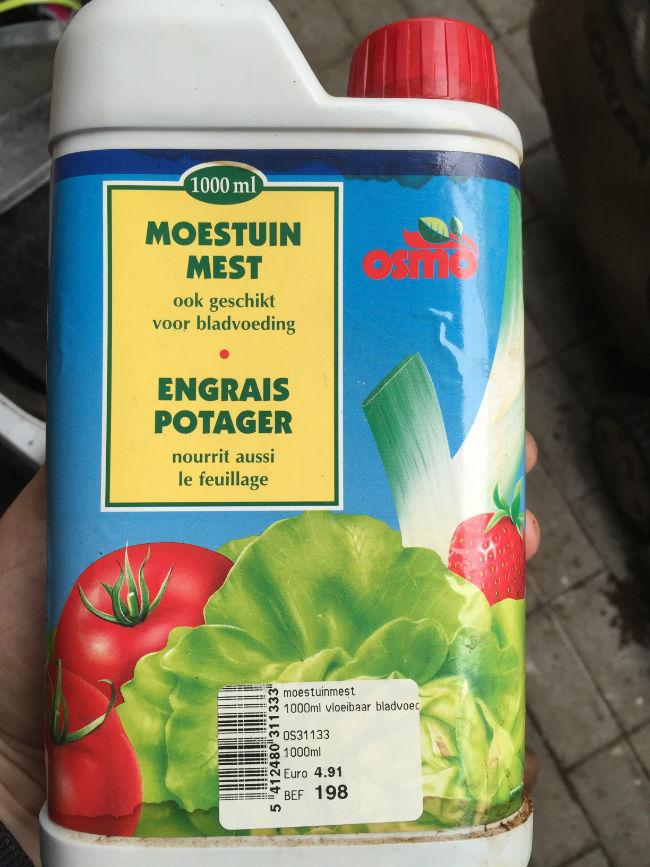 1000 ml
MOESTUIN
MEST
ook geschikt
voor bladvoeding
•
ENGRAIS
POTAGER
nourrit aussi
le feuillage
osmo
moestuinmest
1000ml vloeibaar bladvoed
OS31133
1000ml
Euro 4.91
BEF 198
5 412480 311333